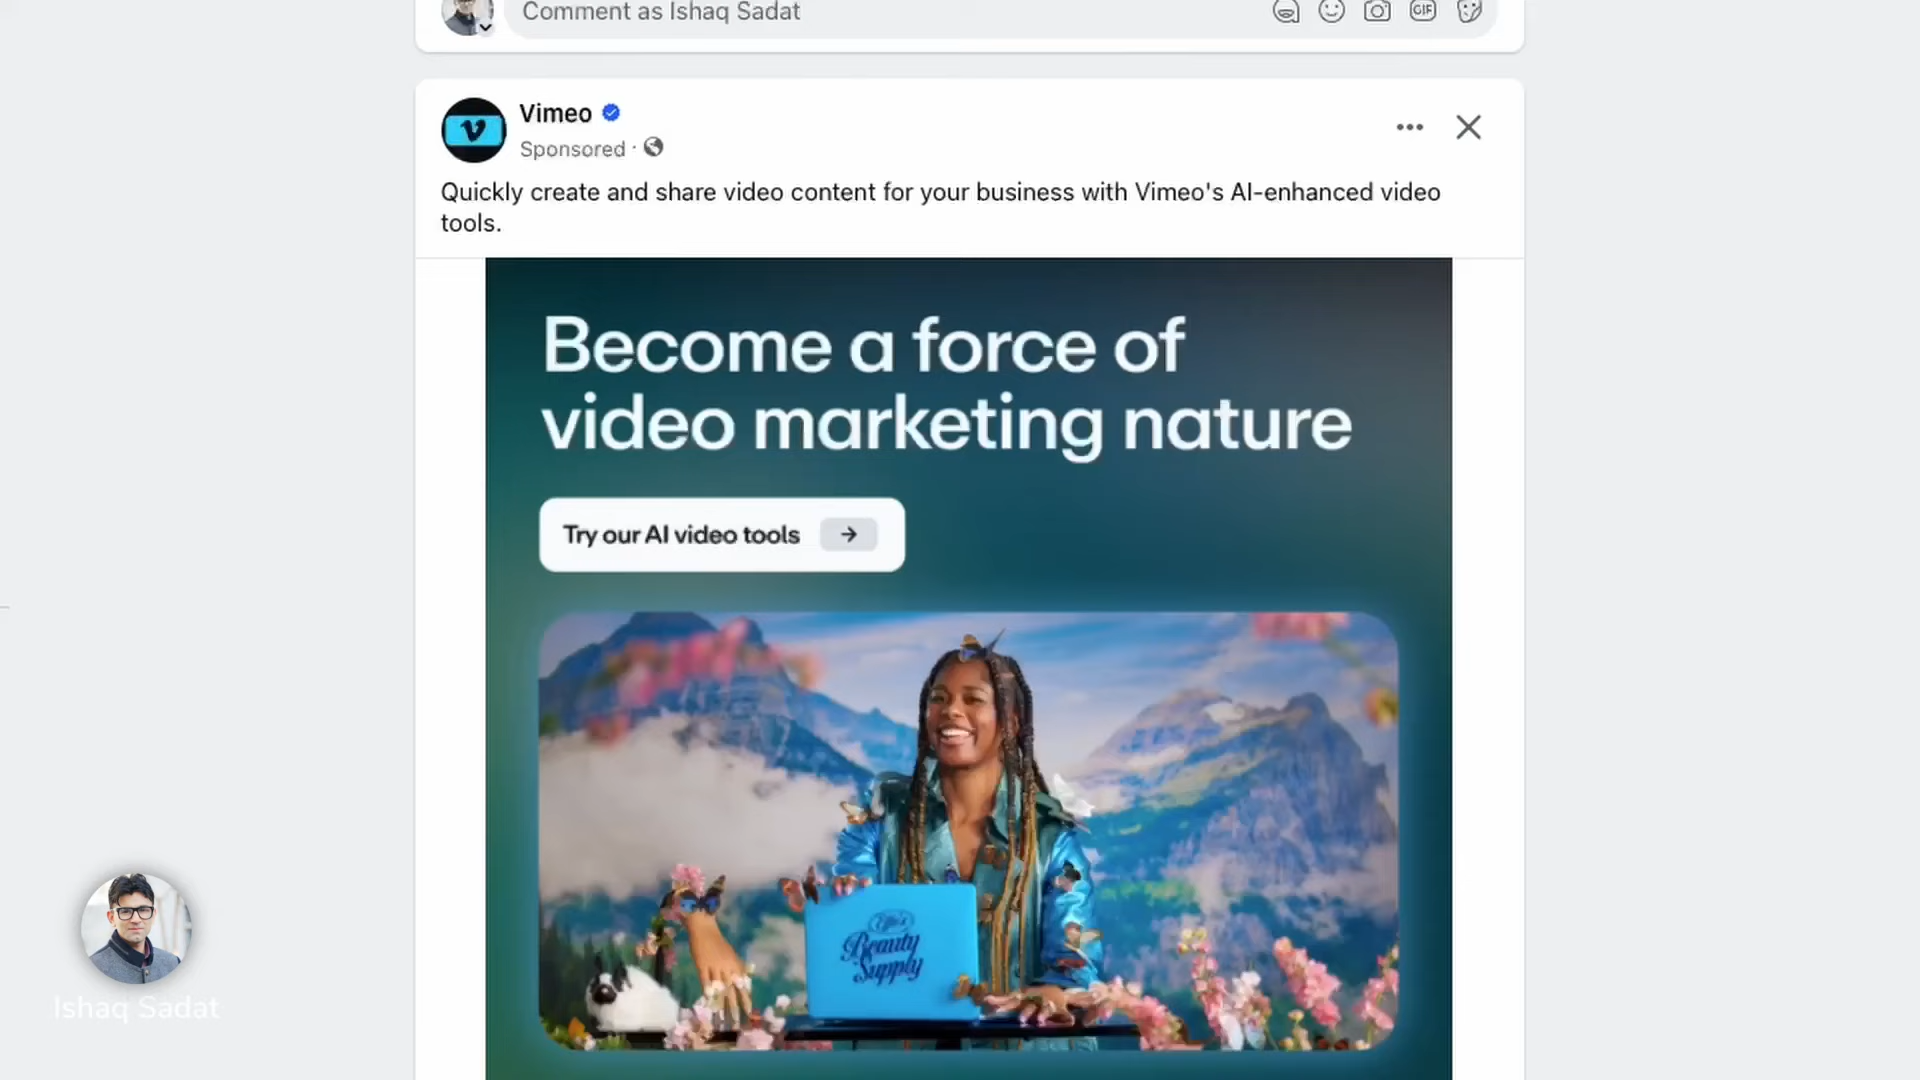 Comment as Ishaq Sadat
GIF
Vimeo
Sponsored ·
Quickly create and share video content for your business with Vimeo's AI-enhanced video
tools.
Become a force of
video marketing nature
Try our AI video tools →
Beauty
Supply
Ishaq Sadat